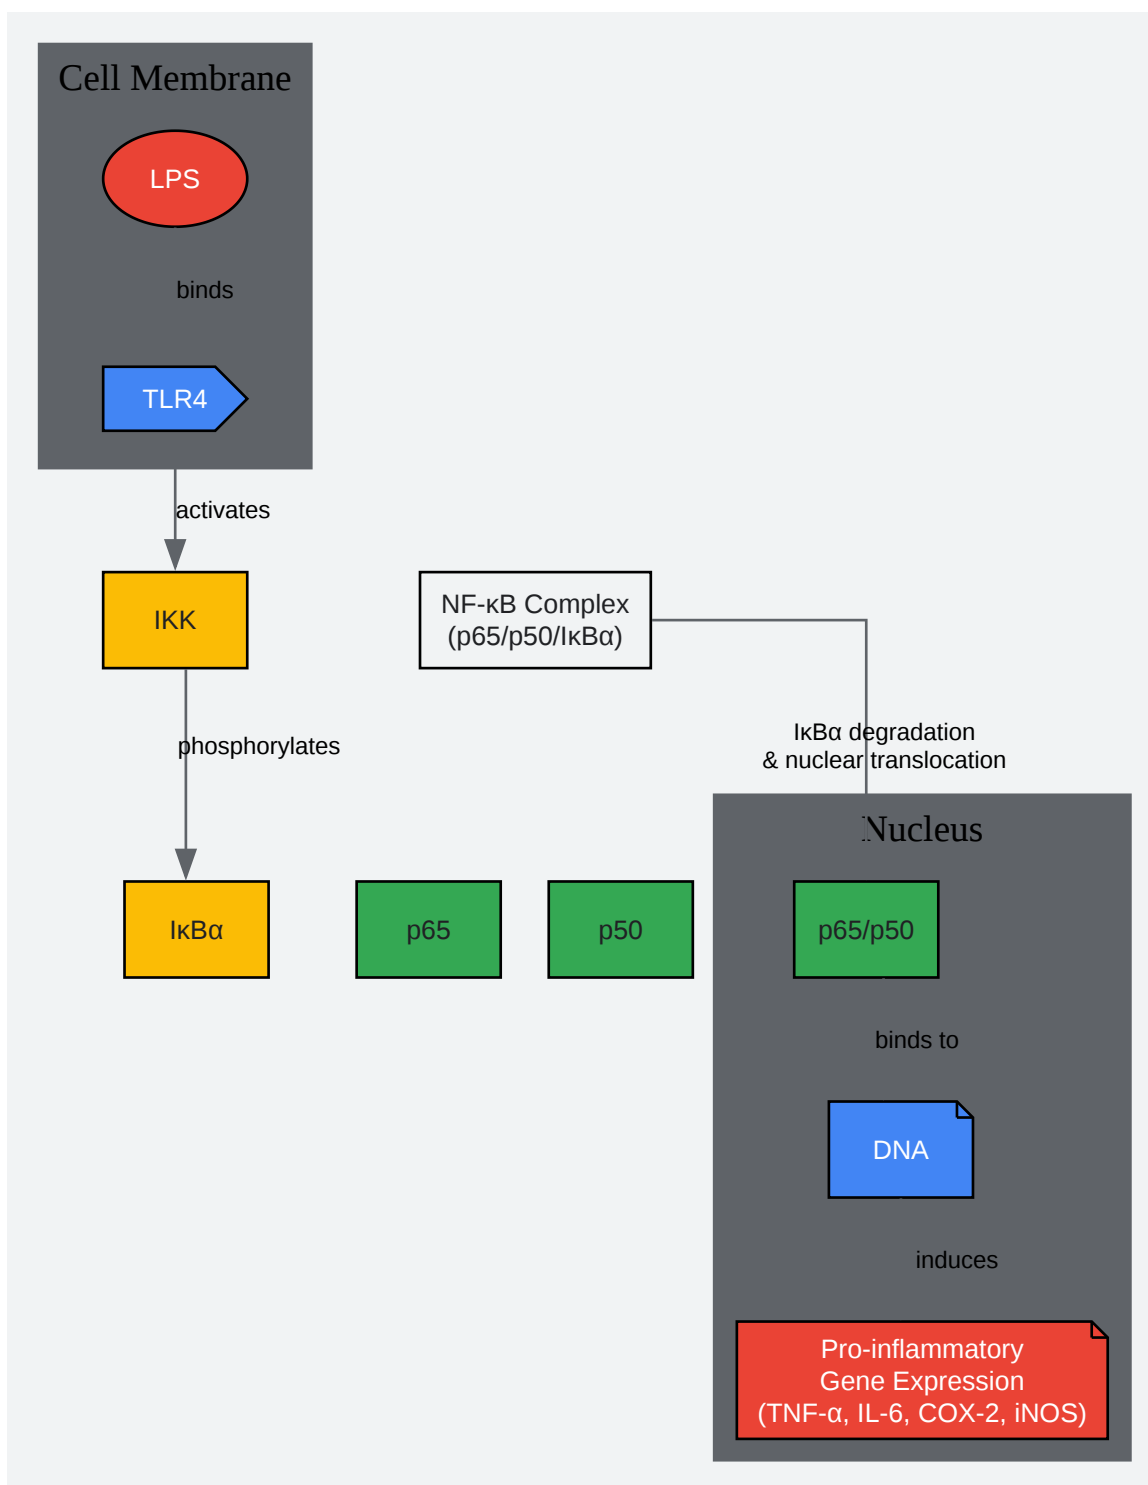 Cell Membrane
LPS
binds
TLR4
activates
IKK
NF-κB Complex
(p65/p50/IκBα)
phosphorylates
IκBα degradation
& nuclear translocation
Nucleus
IκBα
p65
p50
p65/p50
binds to
DNA
induces
Pro-inflammatory
Gene Expression
(TNF-α, IL-6, COX-2, iNOS)